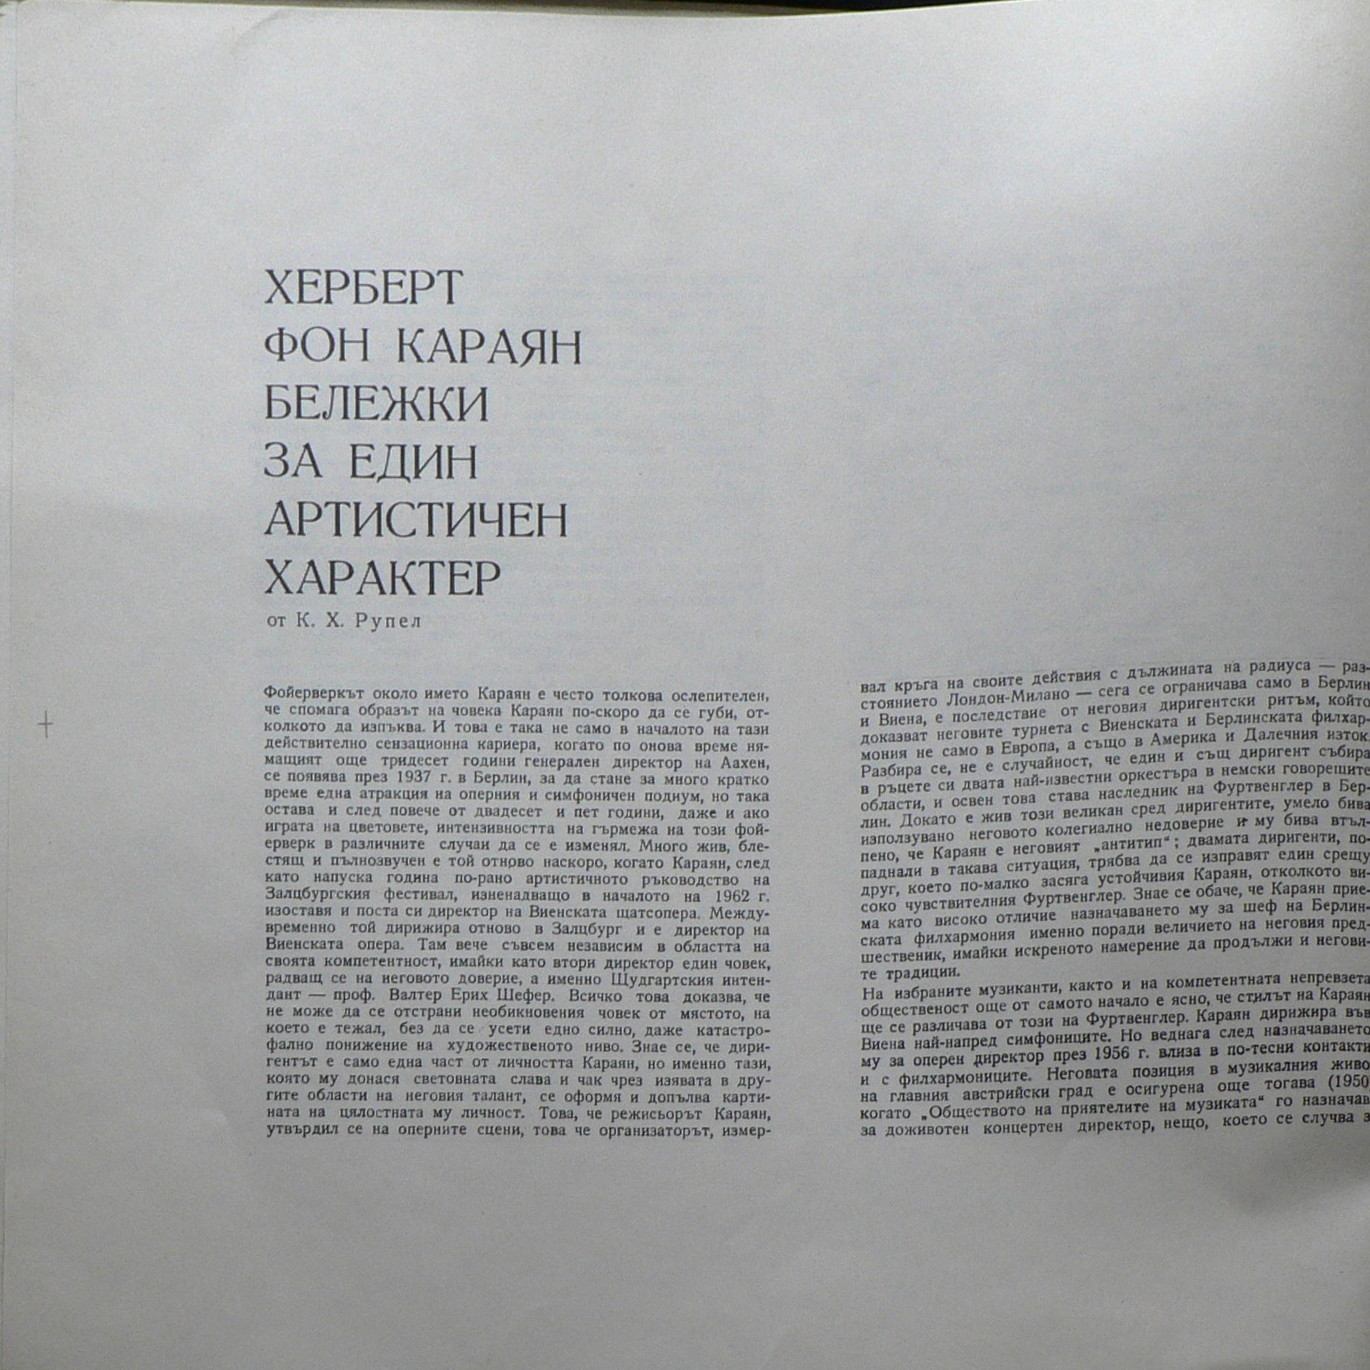 ХЕРБЕРТ
ФОН КАРАЯН
БЕЛЕЖКИ
ЗА ЕДИН
АРТИСТИЧЕН
ХАРАКТЕР
от К. Х. Рупел
Фойерверкът около името Караян е често толкова ослепителен,
че спомага образът на човека Караян по-скоро да се губи, от-
колкото да изпъква. И това е така не само в началото на тази
действително сензационна кариера, когато по онова време ня-
мащият още тридесет години генерален директор на Аахен,
се появява през 1937 г. в Берлин, за да стане за много кратко
време една атракция на оперния и симфоничен подиум, но така
остава и след повече от двадесет и пет години, даже и ако
играта на цветовете, интензивността на гърмежа на този фой-
ерверк в различните случаи да се е изменял. Много жив, бле-
стящ и пълнозвучен е той отново наскоро, когато Караян, след
като напуска година по-рано артистичното ръководство на
Залцбургския фестивал, изненадващо в началото на 1962 г.
изоставя и поста си директор на Виенската щатсопера. Между-
временно той дирижира отново в Залцбург и е директор на
Виенската опера. Там вече съвсем независим в областта на
своята компетентност, имайки като втори директор един човек,
радващ се на неговото доверие, а именно Щудгартския интен-
дант — проф. Валтер Ерих Шефер. Всичко това доказва, че
не може да се отстрани необикновения човек от мястото, на
което е тежал, без да се усети едно силно, даже катастро-
фално понижение на художественото ниво. Знае се, че дири-
гентът е само една част от личността Караян, но именно тази,
която му донася световната слава и чак чрез изявата в дру-
гите области на неговия талант, се оформя и допълва карти-
ната на цялостната му личност. Това, че режисьорът Караян,
утвърдил се на оперните сцени, това че организаторът, измер-
вал кръга на своите действия с дължината на радиуса — раз-
стоянието Лондон-Милано — сега се ограничава само в Берлин
и Виена, е последствие от неговия диригентски ритъм, който
доказват неговите турнета с Виенската и Берлинската филхар-
мония не само в Европа, а също в Америка и Далечния изток.
Разбира се, не е случайност, че един и същ диригент събира
в ръцете си двата най-известни оркестъра в немски говорещите
области, и освен това става наследник на Фуртвенглер в Бер-
лин. Докато е жив този великан сред диригентите, умело бива
използувано неговото колегиално недоверие и му бива втъл-
пено, че Караян е неговият „антитип“; двамата диригенти, по-
паднали в такава ситуация, трябва да се изправят един срещу
друг, което по-малко засяга устойчивия Караян, отколкото ви-
соко чувствителния Фуртвенглер. Знае се обаче, че Караян прие-
ма като високо отличие назначаването му за шеф на Берлин-
ската филхармония именно поради величието на неговия пред-
шественик, имайки искреното намерение да продължи и негови-
те традиции.
На избраните музиканти, както и на компетентната непревзета
общественост още от самото начало е ясно, че стилът на Караян
ще се различава от този на Фуртвенглер. Караян дирижира във
Виена най-напред симфониците. Но веднага след назначаването
му за оперен директор през 1956 г. влиза в по-тесни контакти
и с филхармониците. Неговата позиция в музикалния живо
на главния австрийски град е осигурена още тогава (1950
когато „Обществото на приятелите на музиката“ го назначав
за доживотен концертен директор, нещо, което се случва з